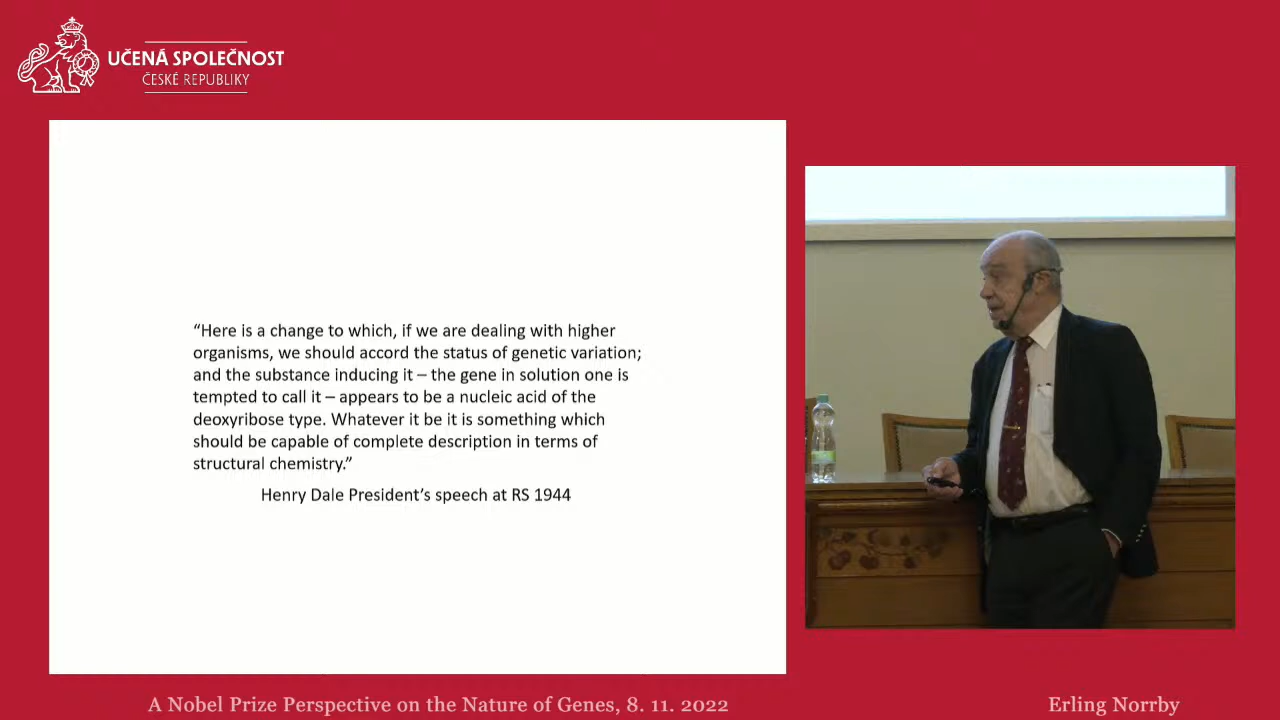 UČENÁ SPOLEČNOST
ČESKÉ REPUBLIKY
“Here is a change to which, if we are dealing with higher
organisms, we should accord the status of genetic variation;
and the substance inducing it – the gene in solution one is
tempted to call it – appears to be a nucleic acid of the
deoxyribose type. Whatever it be it is something which
should be capable of complete description in terms of
structural chemistry.”
Henry Dale President’s speech at RS 1944
A Nobel Prize Perspective on the Nature of Genes, 8. 11. 2022
Erling Norrby